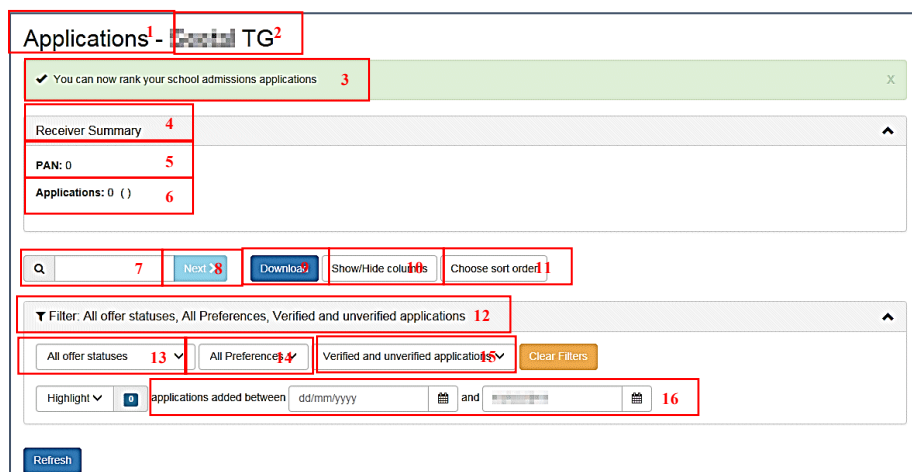 Applications 1 - TG 2
You can now rank your school admissions applications 3 X
Receiver Summary 4
PAN: 0 5
Applications: 0 () 6
7 Next 8 Download 9 Show/Hide columns 10 Choose sort order 11
Filter: All offer statuses, All Preferences, Verified and unverified applications 12
All offer statuses 13 All Preferences 14 Verified and unverified applications 15 Clear Filters
Highlight 0 applications added between dd/mm/yyyy and 16
Refresh